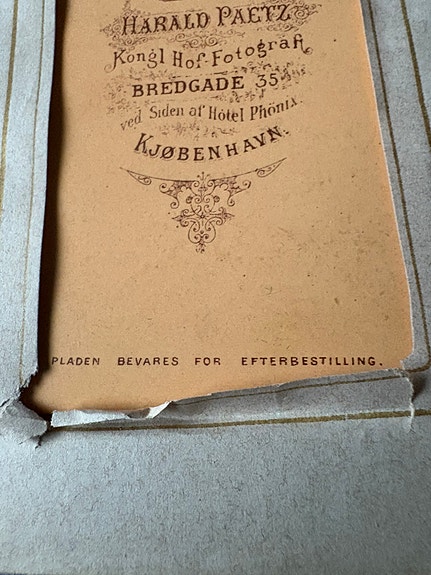 HARALD PAETZ
Kongl Hof-Fotograf
BREDGADE 35
ved Siden af Hôtel Phönix.
KJØBENHAVN.
PLADEN BEVARES FOR EFTERBESTILLING.